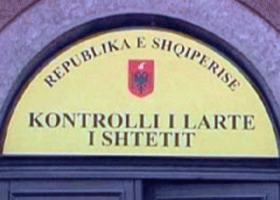 REPUBLIKA E SHQIPERISE
KONTROLLI I LARTE
I SHTETIT